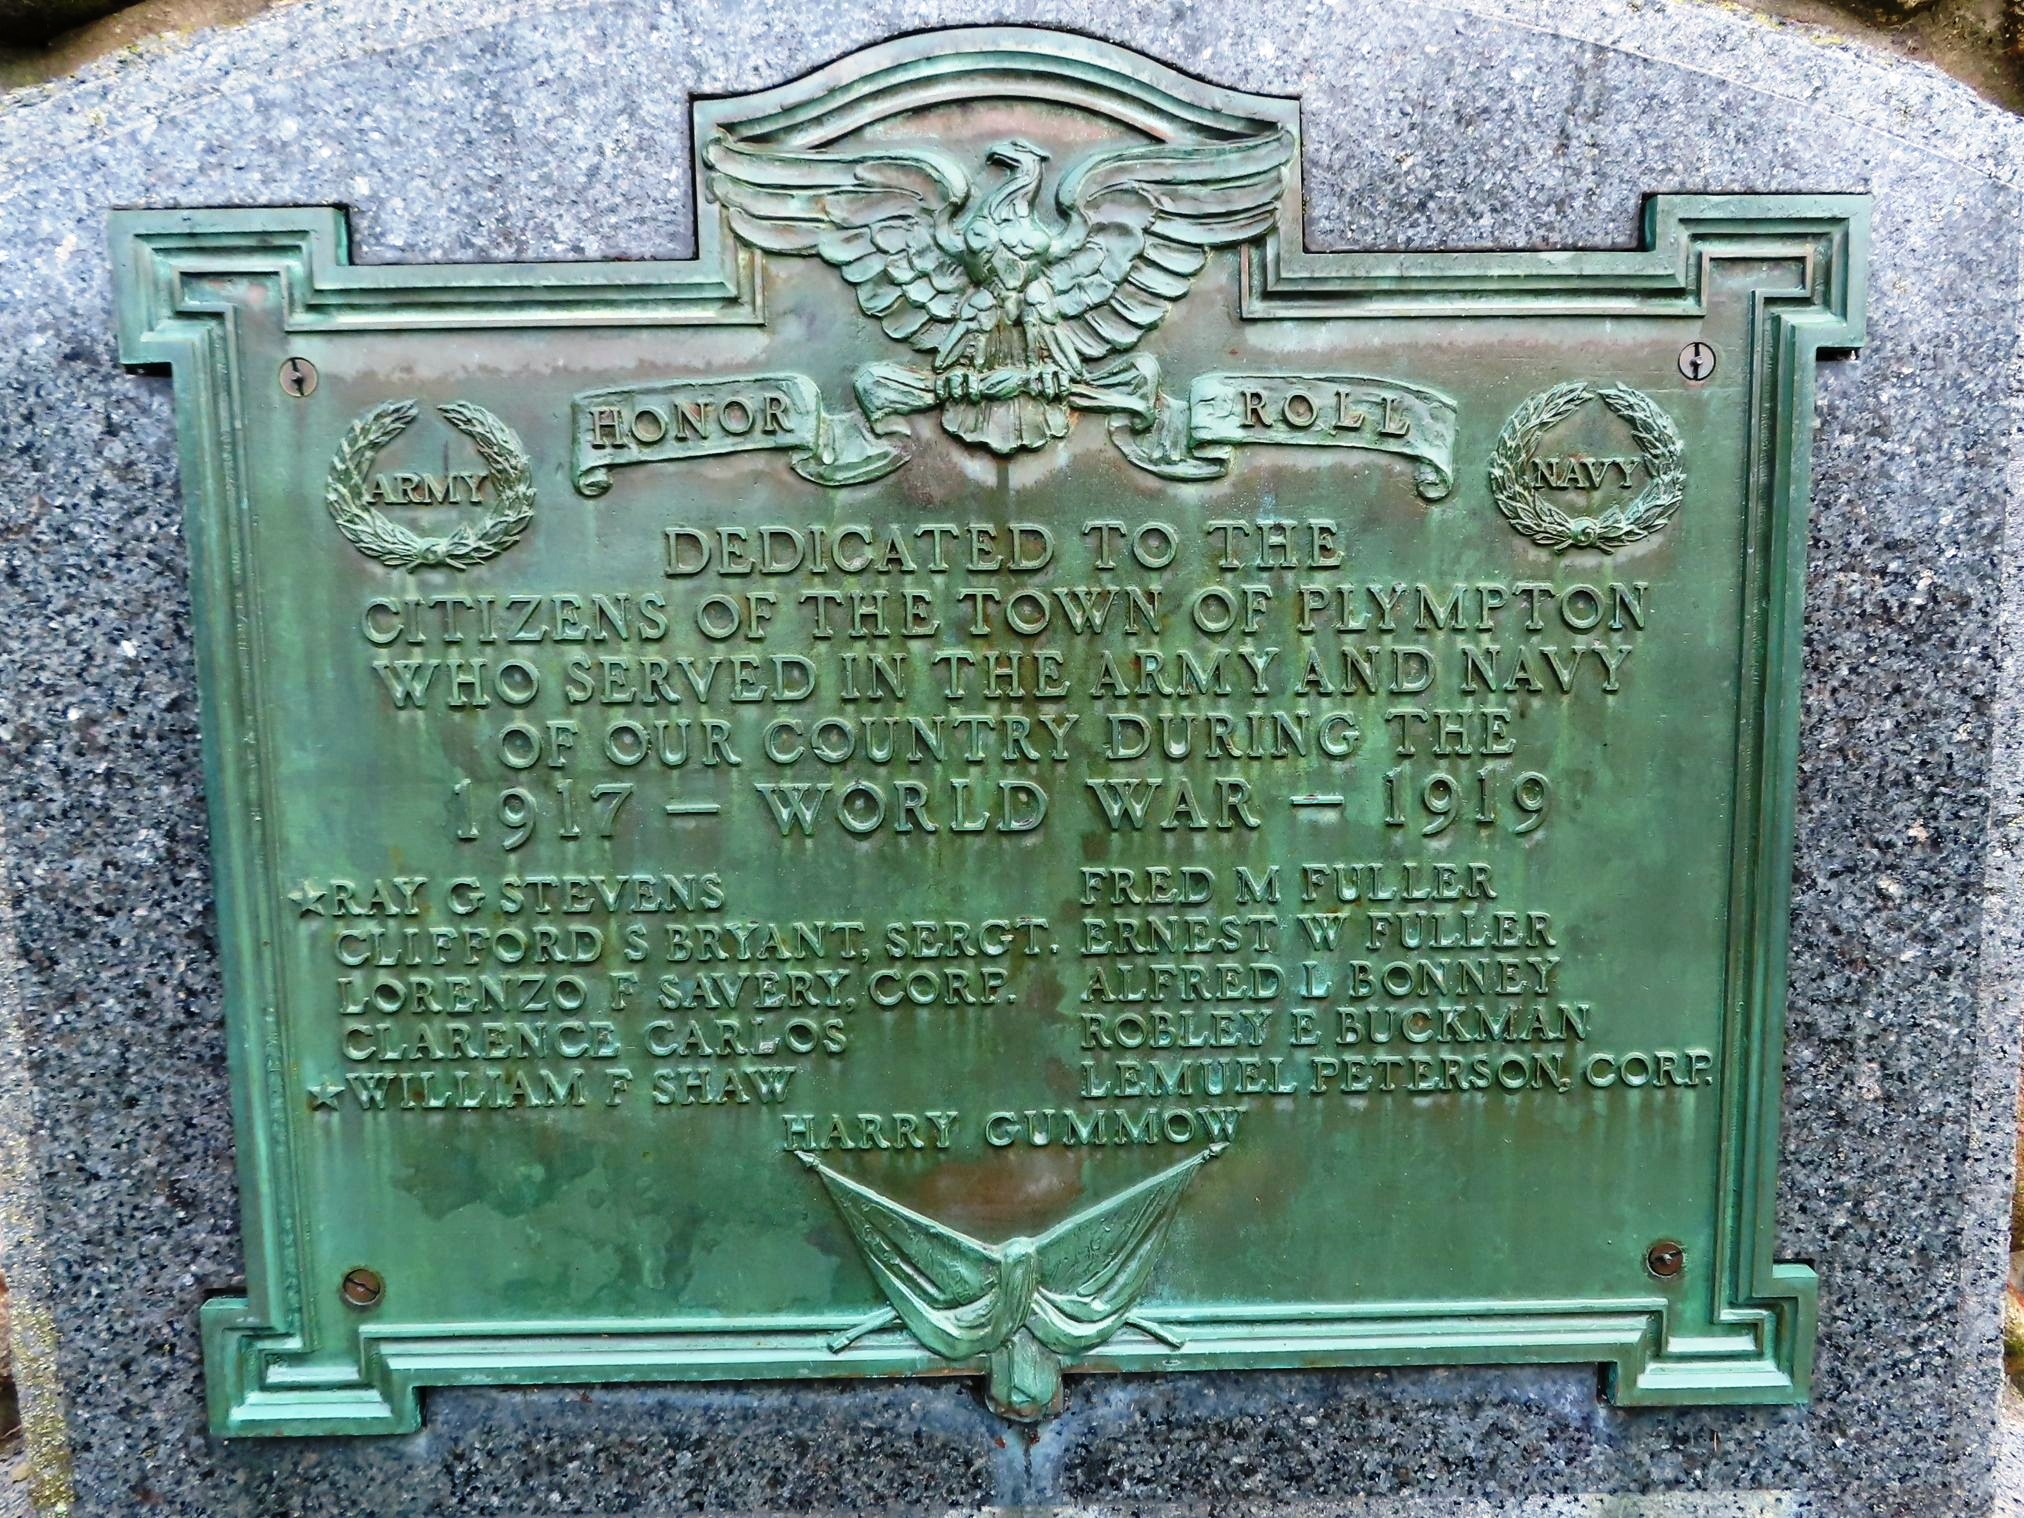 HONOR ROLL
ARMY
NAVY
DEDICATED TO THE
CITIZENS OF THE TOWN OF PLYMPTON
WHO SERVED IN THE ARMY AND NAVY
OF OUR COUNTRY DURING THE
1917 – WORLD WAR – 1919
★RAY G STEVENS
CLIFFORD S BRYANT, SERGT.
LORENZO F SAVERY, CORP.
CLARENCE CARLOS
★WILLIAM F SHAW
FRED M FULLER
ERNEST W FULLER
ALFRED L BONNEY
ROBLEY E BUCKMAN
LEMUEL PETERSON, CORP.
HARRY GUMMOW